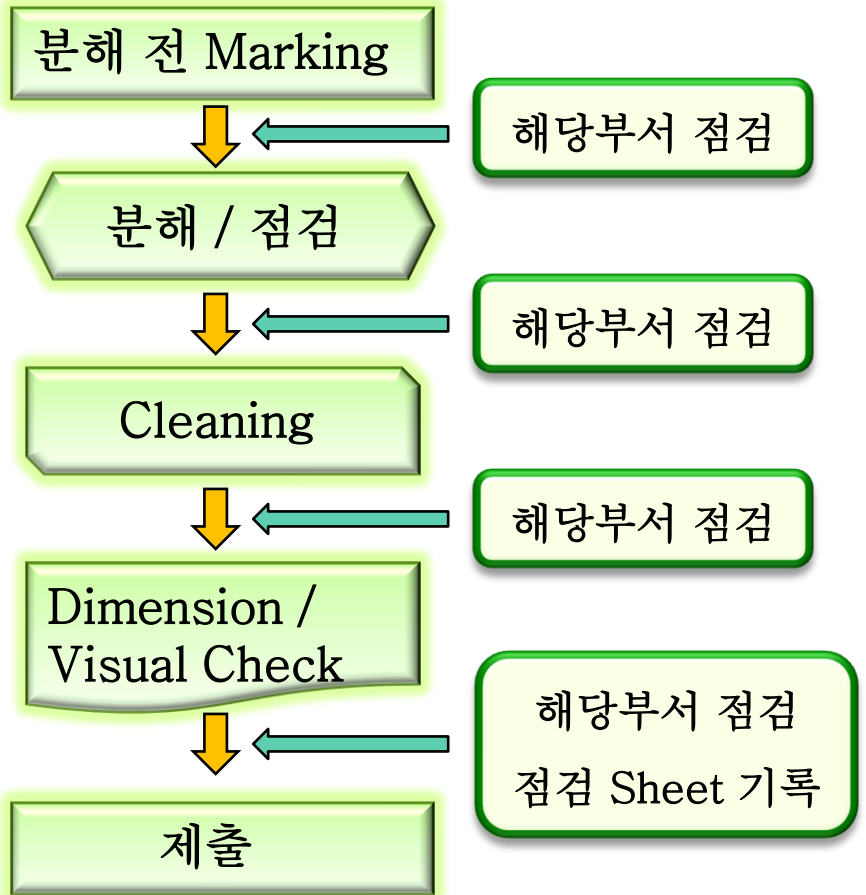 분해 전 Marking
해당부서 점검
분해 / 점검
해당부서 점검
Cleaning
해당부서 점검
Dimension /
Visual Check
해당부서 점검
점검 Sheet 기록
제출